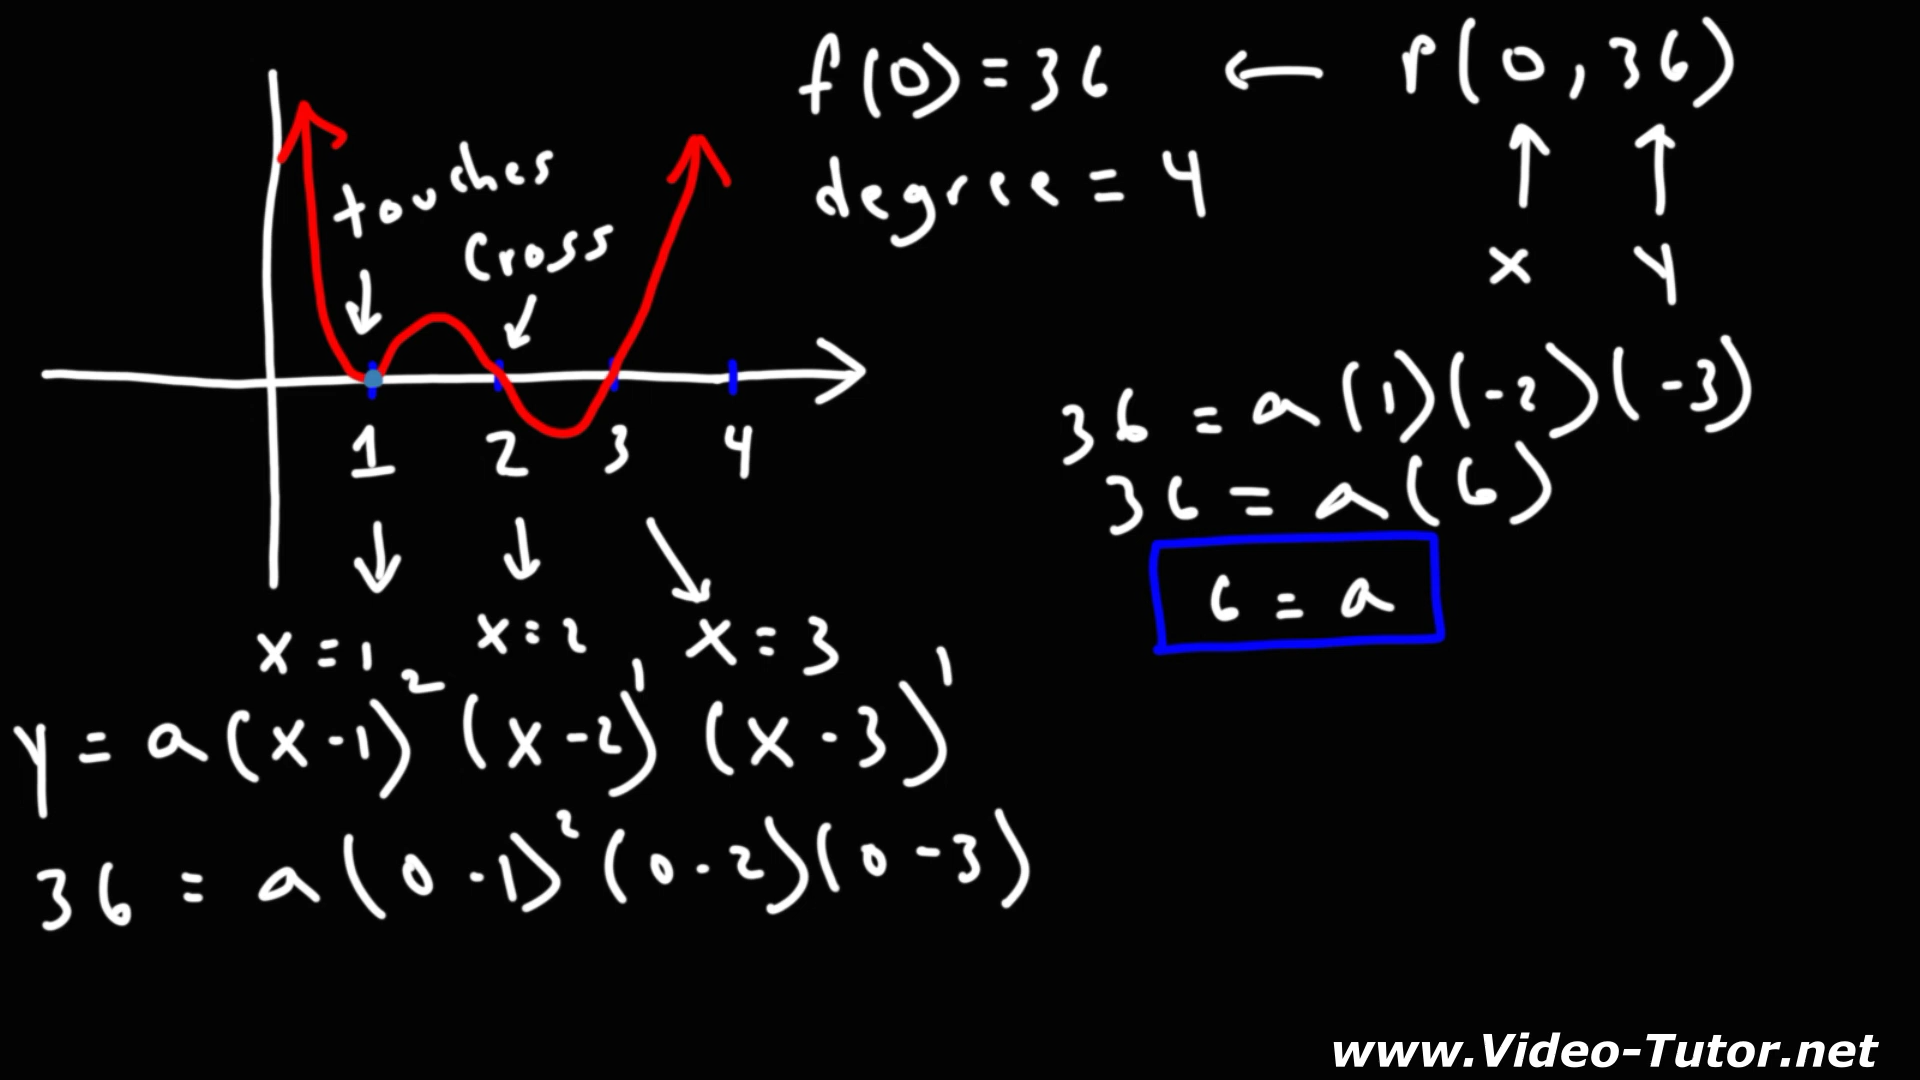 f(0) = 36 ← P(0, 36)
degree = 4
x y
touches
cross
1 2 3 4
x = 1 x = 2 x = 3
y = a(x - 1)² (x - 2)¹ (x - 3)¹
36 = a(0 - 1)² (0 - 2)(0 - 3)
36 = a(1)(-2)(-3)
36 = a(6)
6 = a
www.Video-Tutor.net